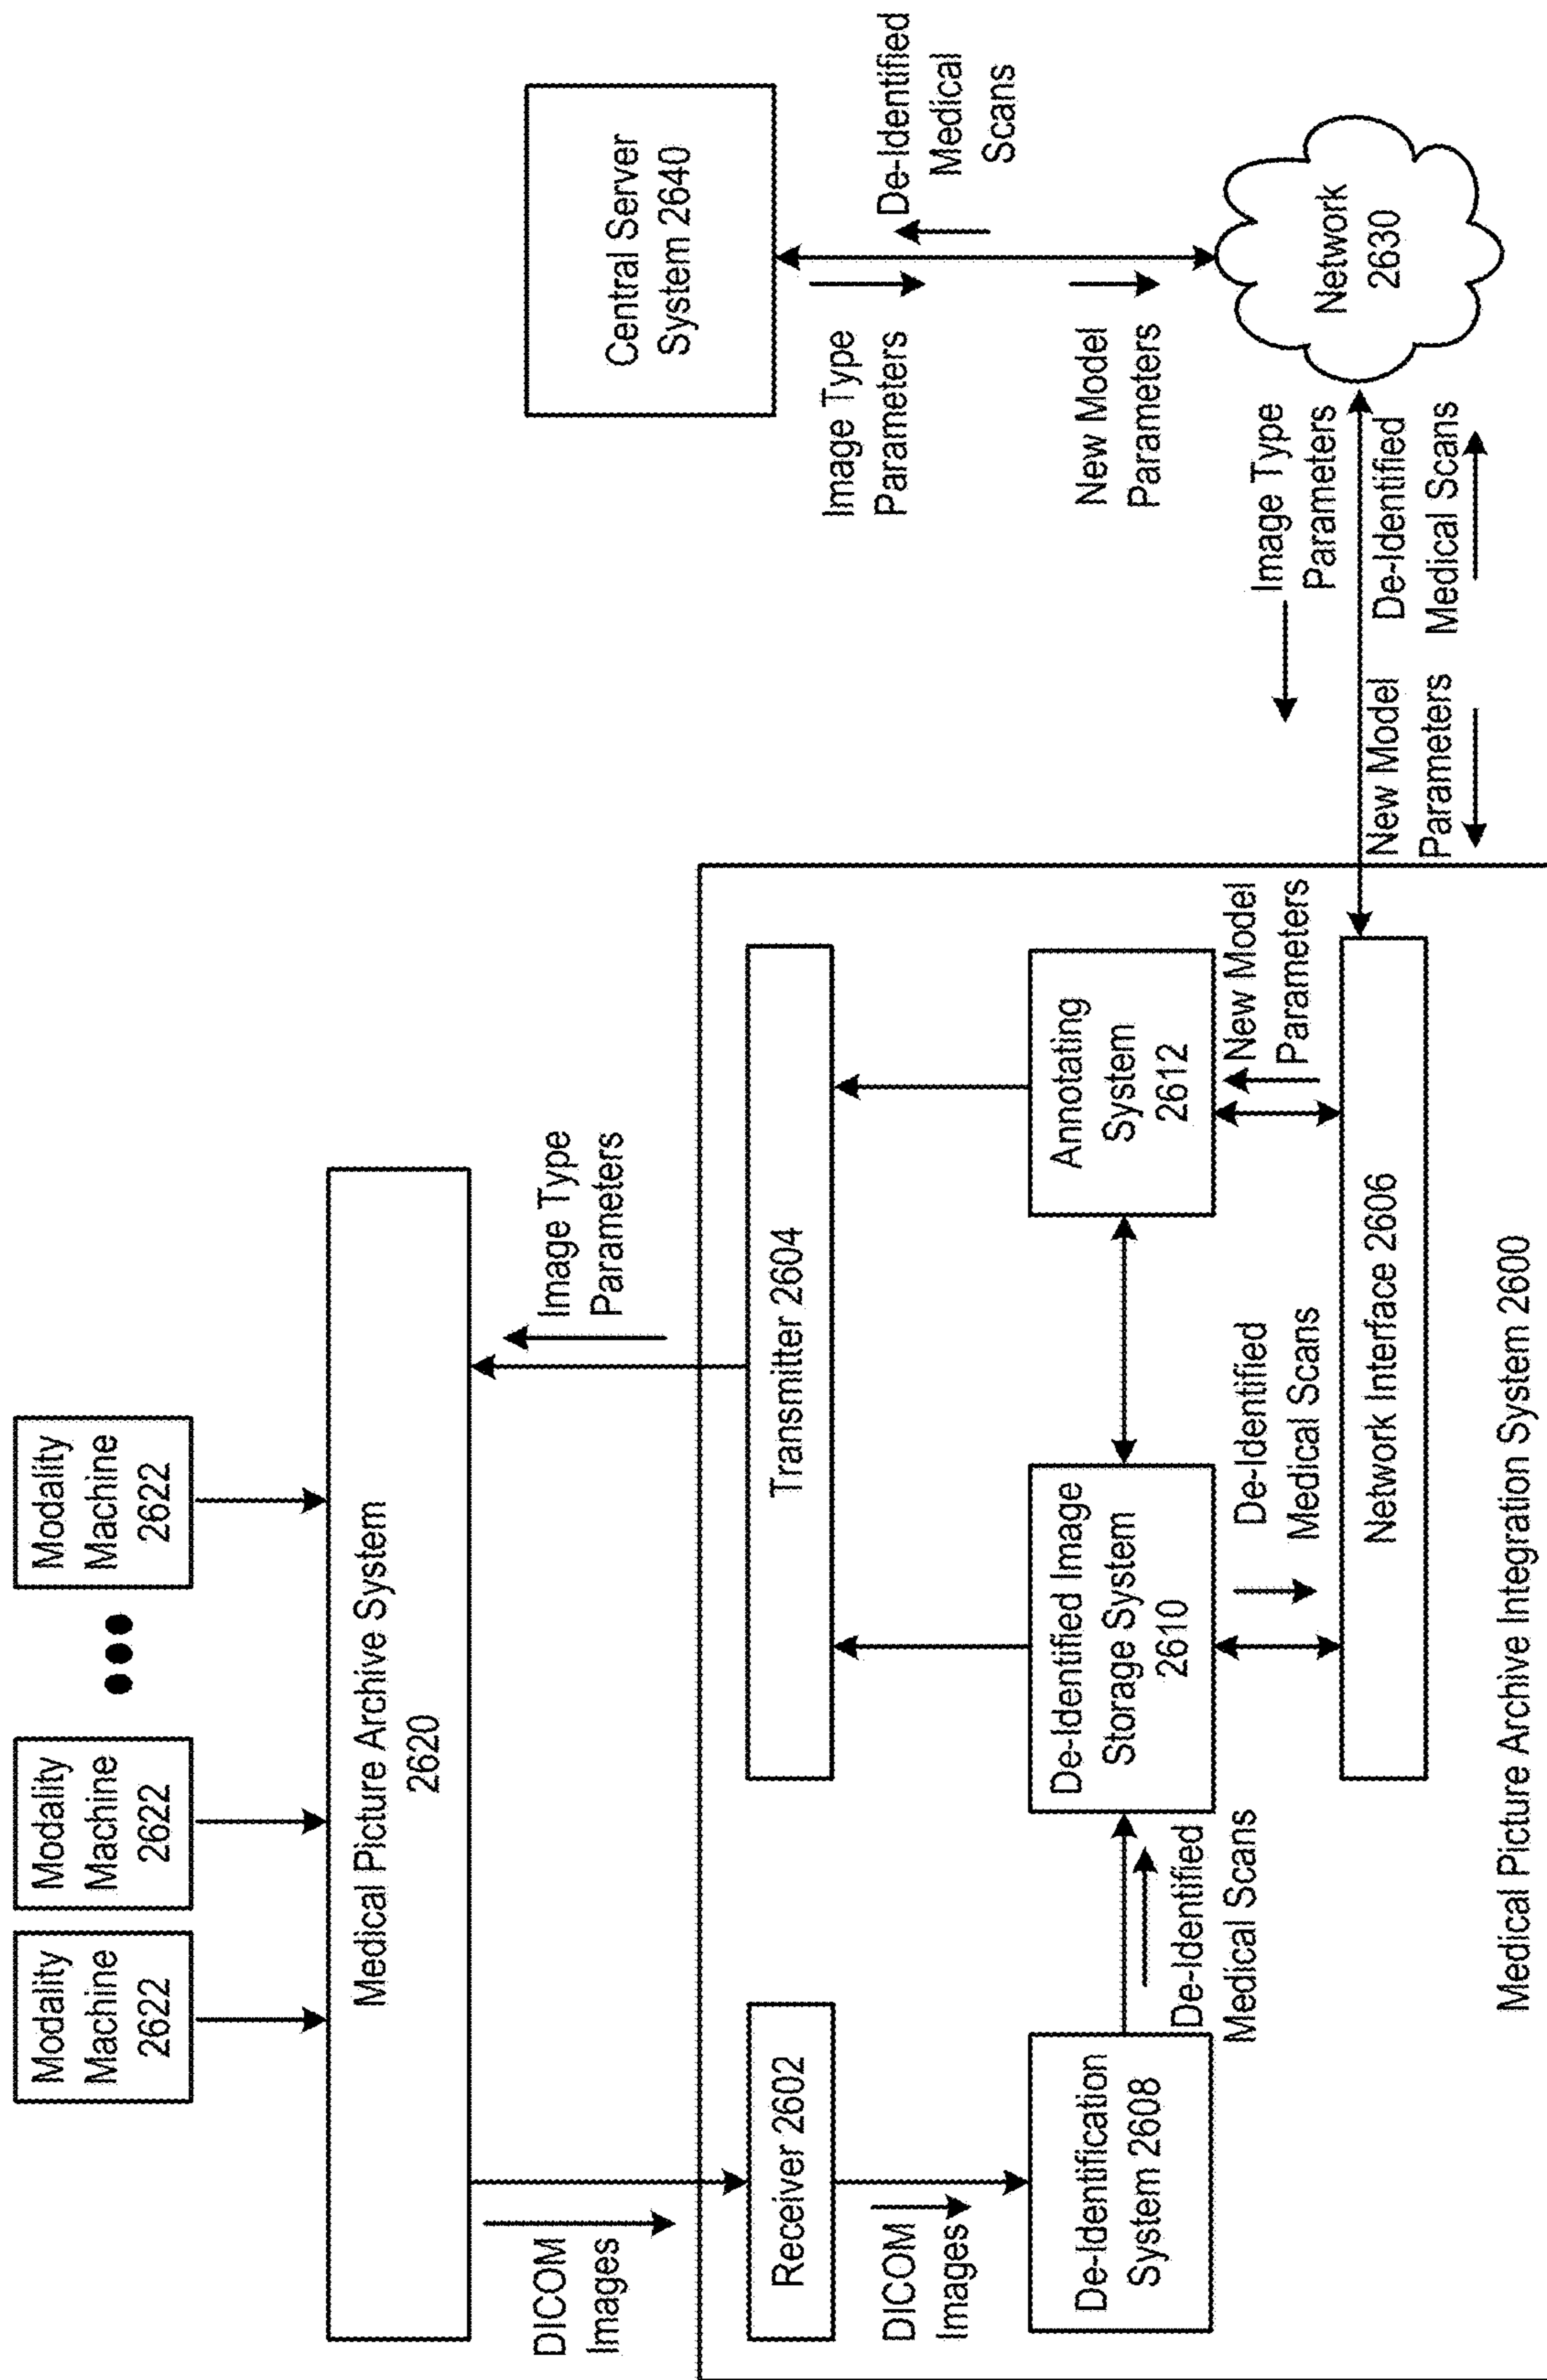 Modality
Machine
2622
Modality
Machine
2622
Modality
Machine
2622
Medical Picture Archive System
2620
DICOM
Images
Image Type
Parameters
Receiver 2602
Transmitter 2604
DICOM
Images
De-Identification
System 2608
De-Identified
Medical Scans
De-Identified Image
Storage System
2610
Annotating
System
2612
De-Identified
Medical Scans
New Model
Parameters
Network Interface 2606
Medical Picture Archive Integration System 2600
Central Server
System 2640
Image Type
Parameters
De-Identified
Medical
Scans
New Model
Parameters
Network
2630
Image Type
Parameters
New Model
Parameters
De-Identified
Medical Scans